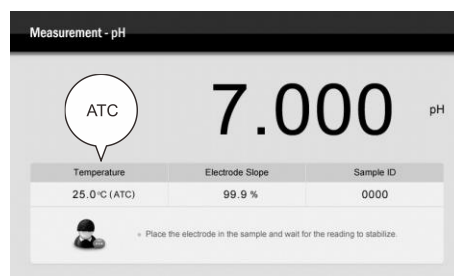 Measurement - pH
ATC
7.000 pH
Temperature Electrode Slope Sample ID
25.0°C (ATC) 99.9 % 0000
Place the electrode in the sample and wait for the reading to stabilize.